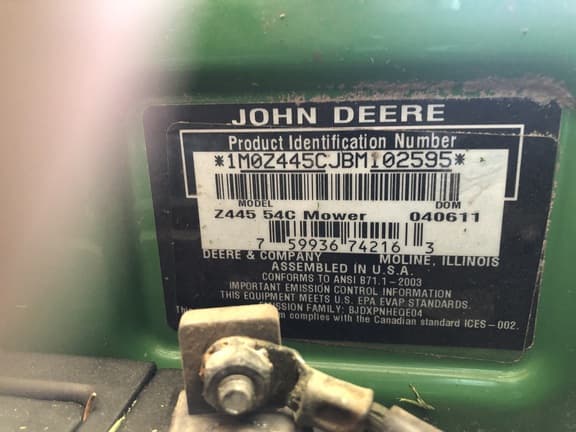 JOHN DEERE
Product Identification Number
*1M0Z445CJBM102595*
MODEL DOM
Z445 54C Mower 040611
7 59936 74216 3
DEERE & COMPANY MOLINE, ILLINOIS
ASSEMBLED IN U.S.A.
CONFORMS TO ANSI B71.1-2003
IMPORTANT EMISSION CONTROL INFORMATION
THIS EQUIPMENT MEETS U.S. EPA EVAP STANDARDS.
EMISSION FAMILY: BJDXPNHEQE04
complies with the Canadian standard ICES-002.